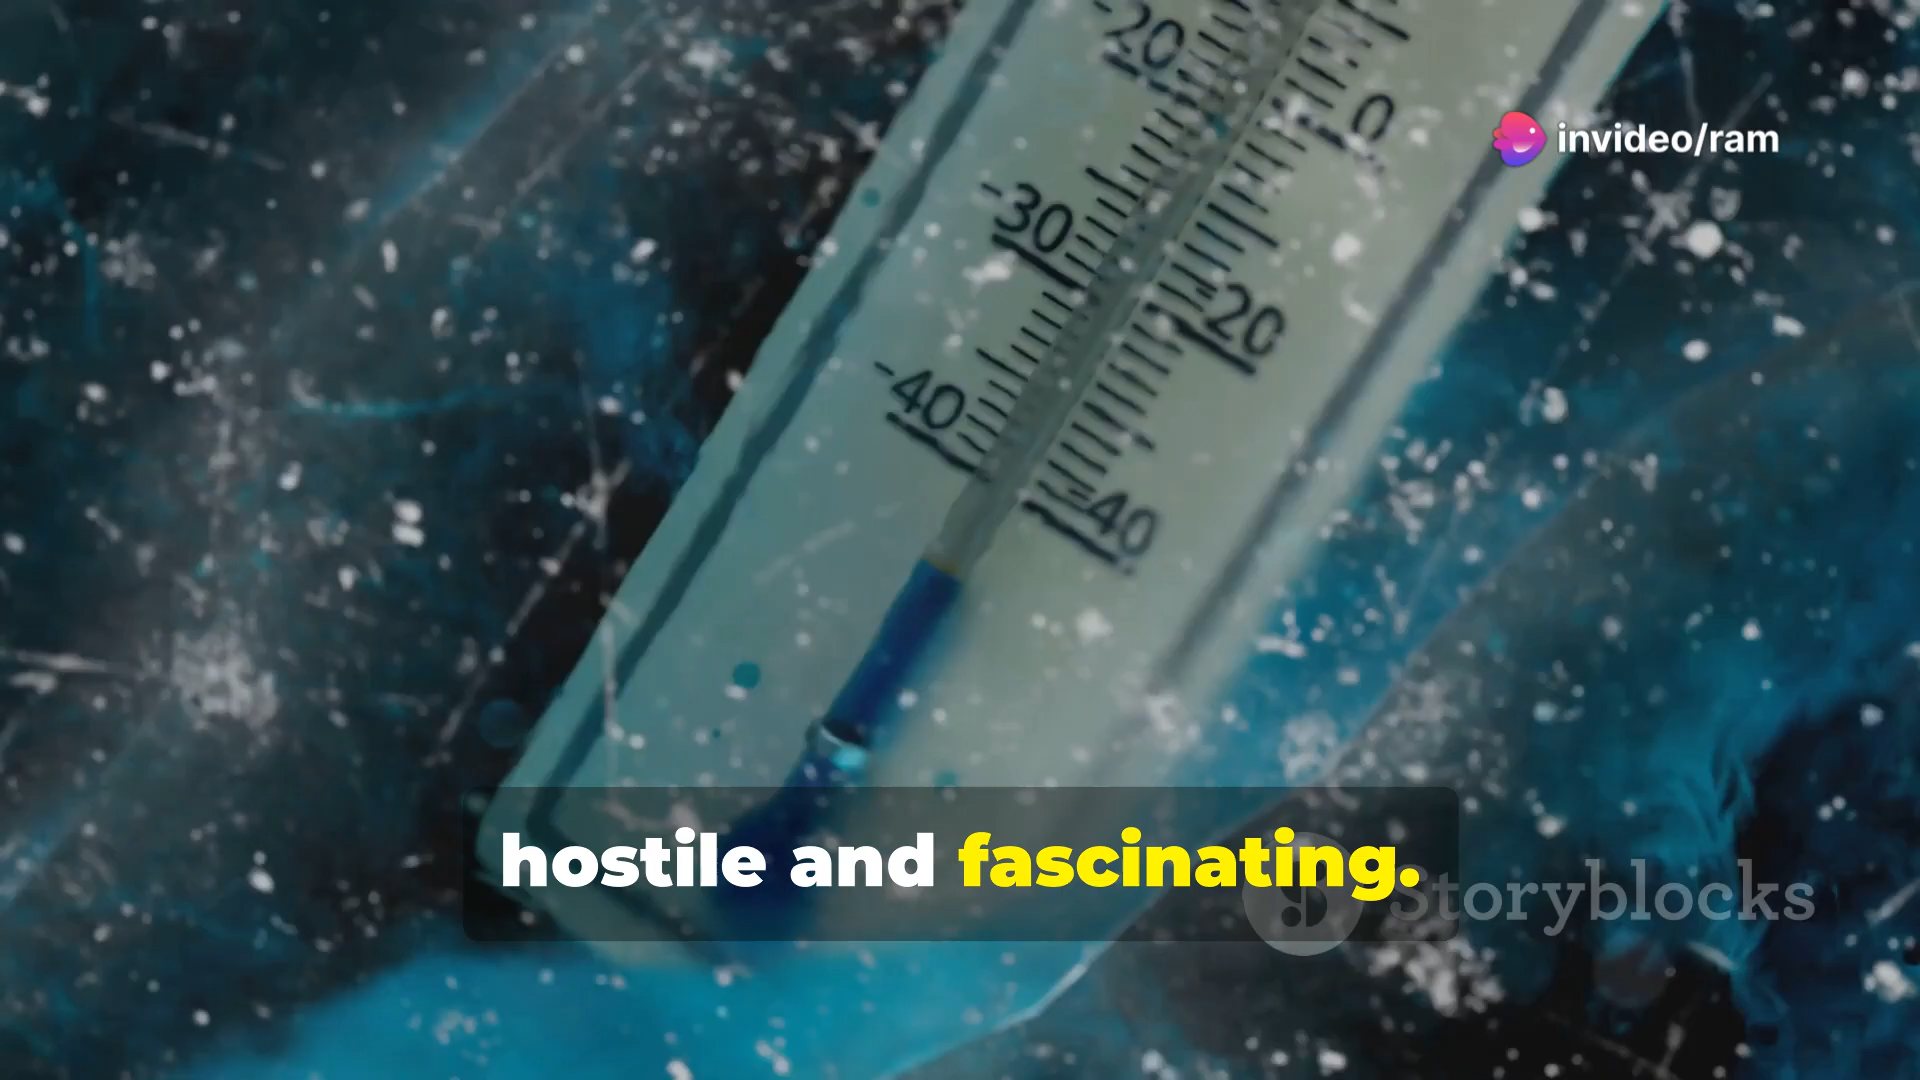 -20
0
invideo/ram
-30
-20
-40
-40
hostile and fascinating.
Storyblocks